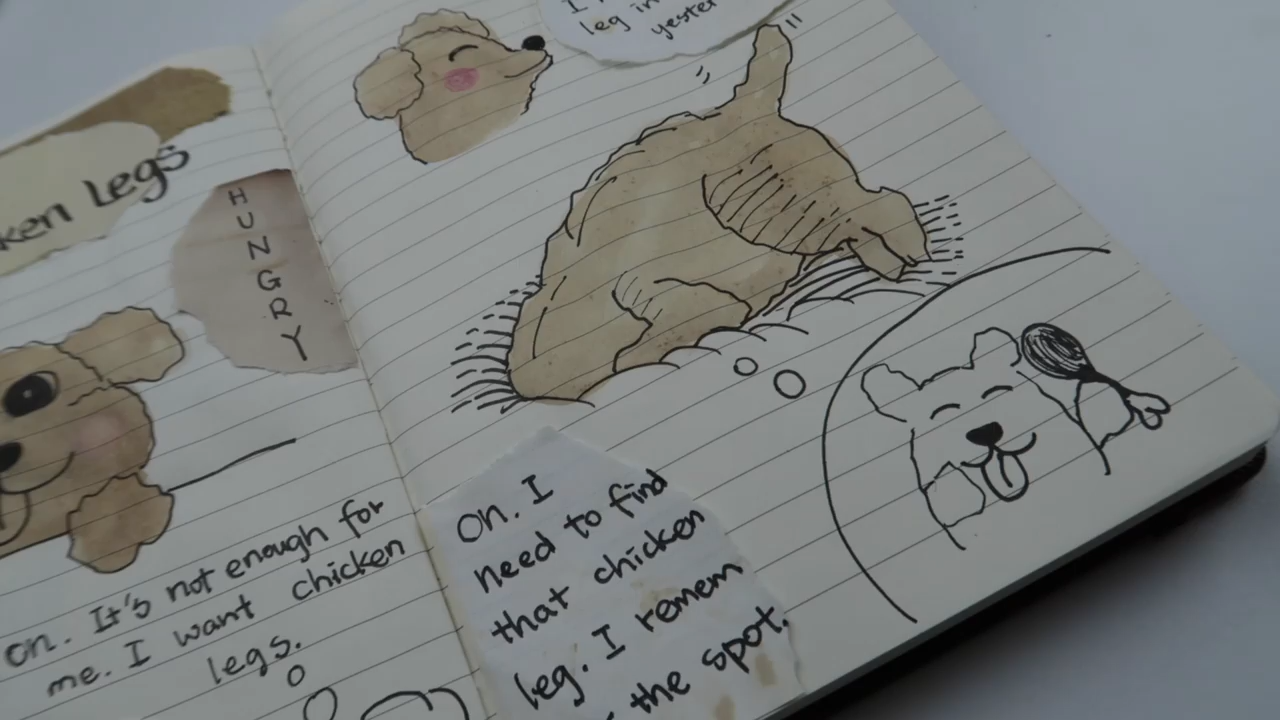 legs
HUNGRY
on. It's not enough for
me. I want chicken
legs.
I
leg in
yester
On. I
need to find
that chicken
leg. I remem
the spot.